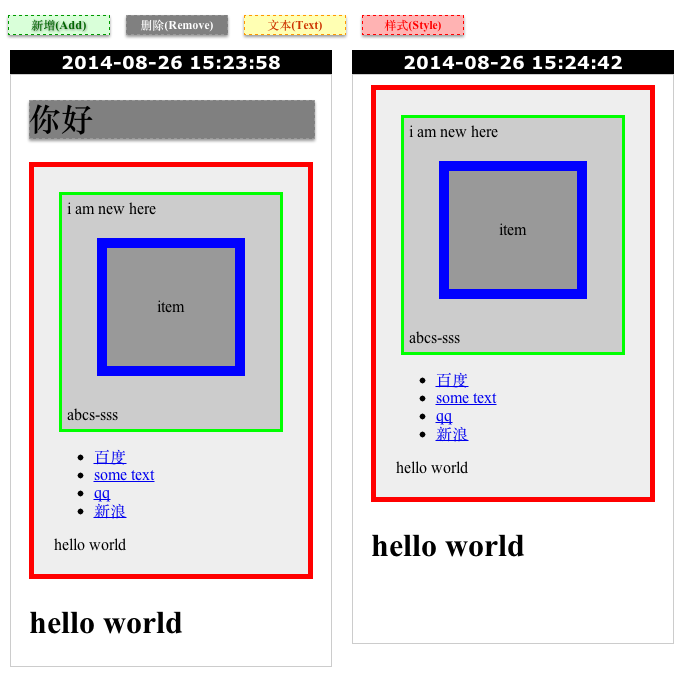 新增(Add) 删除(Remove) 文本(Text) 样式(Style)
2014-08-26 15:23:58
你好
i am new here
item
abcs-sss
百度
some text
qq
新浪
hello world
hello world
2014-08-26 15:24:42
i am new here
item
abcs-sss
百度
some text
qq
新浪
hello world
hello world